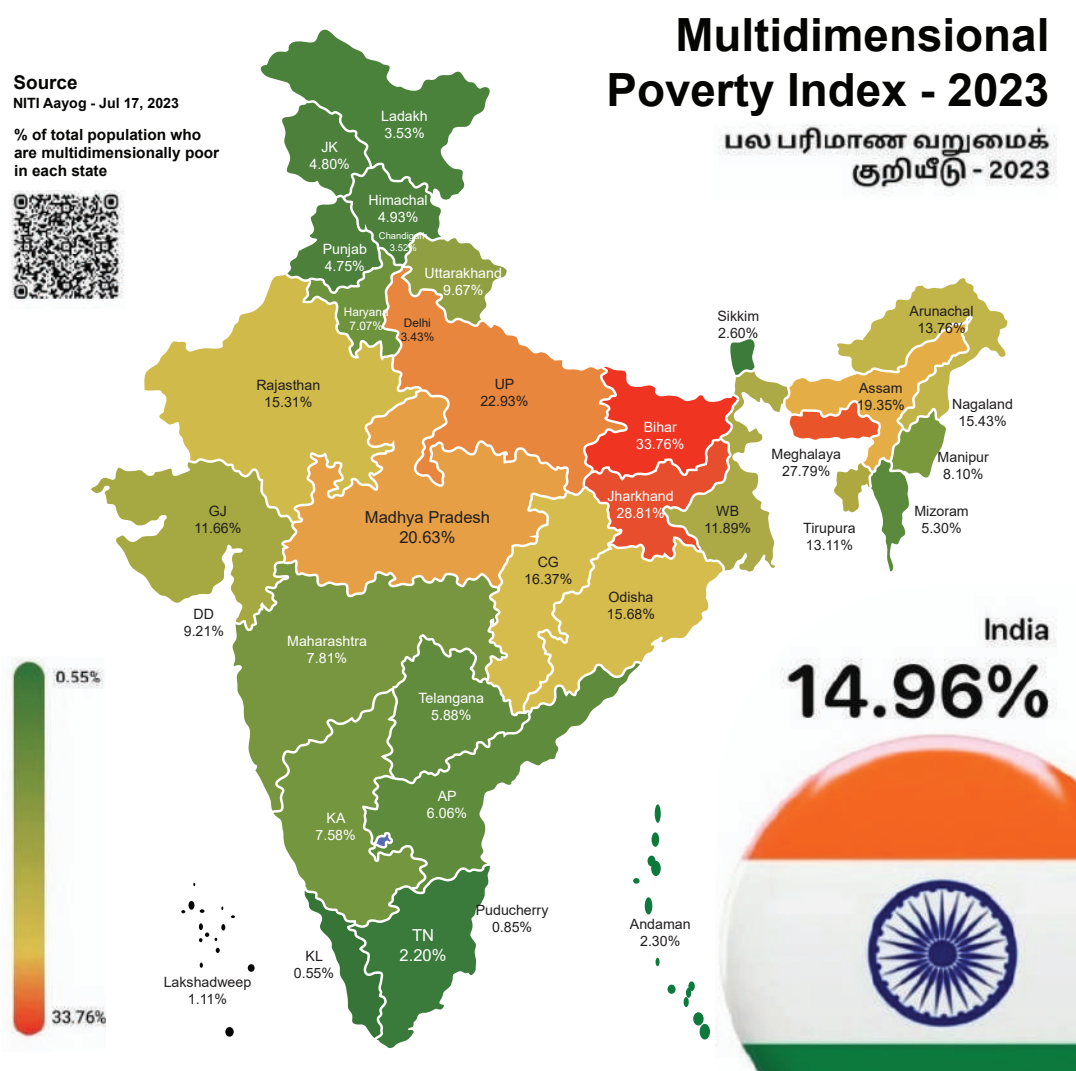 Multidimensional
Poverty Index - 2023
பல பரிமாண வறுமைக்
குறியீடு - 2023
Source
NITI Aayog - Jul 17, 2023
% of total population who
are multidimensionally poor
in each state
Ladakh
3.53%
JK
4.80%
Himachal
4.93%
Chandigarh
3.52%
Punjab
4.75%
Uttarakhand
9.67%
Haryana
7.07%
Delhi
3.43%
Rajasthan
15.31%
UP
22.93%
Bihar
33.76%
Sikkim
2.60%
Arunachal
13.76%
Assam
19.35%
Nagaland
15.43%
Meghalaya
27.79%
Manipur
8.10%
Mizoram
5.30%
Tirupura
13.11%
GJ
11.66%
Madhya Pradesh
20.63%
Jharkhand
28.81%
WB
11.89%
CG
16.37%
Odisha
15.68%
DD
9.21%
Maharashtra
7.81%
Telangana
5.88%
AP
6.06%
KA
7.58%
Puducherry
0.85%
TN
2.20%
KL
0.55%
Lakshadweep
1.11%
Andaman
2.30%
India
14.96%
0.55%
33.76%